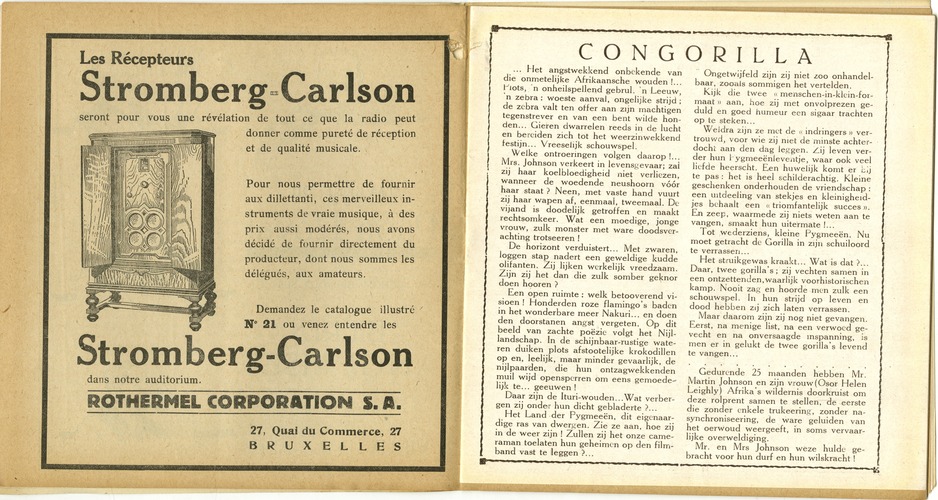 Les Récepteurs
Stromberg=Carlson
seront pour vous une révélation de tout ce que la radio peut
donner comme pureté de réception
et de qualité musicale.
Pour nous permettre de fournir
aux dillettanti, ces merveilleux in-
struments de vraie musique, à des
prix aussi modérés, nous avons
décidé de fournir directement du
producteur, dont nous sommes les
délégués, aux amateurs.
Demandez le catalogue illustré
N° 21 ou venez entendre les
Stromberg-Carlson
dans notre auditorium.
ROTHERMEL CORPORATION S. A.
27, Quai du Commerce, 27
BRUXELLES
CONGORILLA
... Het angstwekkend onbekende van
die onmetelijke Afrikaansche wouden !...
Plots, 'n onheilspellend gebrul, 'n Leeuw,
'n zebra : woeste aanval, ongelijke strijd ;
de zebra valt ten offer aan zijn machtigen
tegenstrever en van een bent wilde hon-
den... Gieren dwarrelen reeds in de lucht
en bereiden zich tot het weerzinwekkend
festijn... Vreeselijk schouwspel.
Welke ontroeringen volgen daarop !...
Mrs. Johnson verkeert in levensgevaar; zal
zij haar koelbloedigheid niet verliezen,
wanneer de woedende neushoorn vóór
haar staat ? Neen, met vaste hand vuurt
zij haar wapen af, eenmaal, tweemaal. De
vijand is doodelijk getroffen en maakt
rechtsomkeer. Wat een moedige, jonge
vrouw, zulk monster met ware doodsver-
achting trotseeren !
De horizont verduistert... Met zwaren,
loggen stap nadert een geweldige kudde
olifanten. Zij lijken werkelijk vreedzaam.
Zijn zij het dan die zulk somber geknor
doen hooren ?
Een open ruimte : welk betooverend vi-
sioen ! Honderden roze flamingo's baden
in het wonderbare meer Nakuri... en doen
den doorstanen angst vergeten. Op dit
beeld van zachte poëzie volgt het Nijl-
landschap. In de schijnbaar-rustige wate-
ren duiken plots afstootelijke krokodillen
op en, leelijk, maar minder gevaarlijk, de
nijlpaarden, die hun ontzagwekkenden
muil wijd opensperren om een gemoede-
lijk te... geeuwen !
Daar zijn de Ituri-wouden...Wat verber-
gen zij onder hun dicht gebladerte ?...
Het Land der Pygmeeën, dit eigenaar-
dige ras van dwergen. Zie ze aan, hoe zij
in de weer zijn ! Zullen zij het onze came-
raman toelaten hun geheimen op den film-
band vast te leggen ?...
Ongetwijfeld zijn zij niet zoo onhandel-
baar, zooals sommigen het vertelden.
Kijk die twee « menschen-in-klein-for-
maat » aan, hoe zij met onvolprezen ge-
duld en goed humeur een sigaar trachten
op te steken...
Weldra zijn ze met de « indringers » ver-
trouwd, voor wie zij niet de minste achter-
docht aan den dag leggen. Zij leven ver-
der hun Pygmeeënleventje, waar ook veel
liefde heerscht. Een huwelijk komt er bij
te pas : het is heel schilderachtig. Kleine
geschenken onderhouden de vriendschap :
een uitdeeling van stekjes en kleinighed-
jes behaalt een « triomfantelijk succes ».
En zeep, waarmede zij niets weten aan te
vangen, smaakt hun uitermate !...
Tot wederziens, kleine Pygmeeën. Nu
moet getracht de Gorilla in zijn schuiloord
te verrassen...
Het struikgewas kraakt... Wat is dat ?...
Daar, twee gorilla's ; zij vechten samen in
een ontzettenden,waarlijk voorhistorischen
kamp. Nooit zag en hoorde men zulk een
schouwspel. In hun strijd op leven en
dood hebben zij zich laten verrassen.
Maar daarom zijn zij nog niet gevangen.
Eerst, na menige list, na een verwoed ge-
vecht en na onversaagde inspanning, is
men er in gelukt de twee gorilla's levend
te vangen...
Gedurende 25 maanden hebben Mr.
Martin Johnson en zijn vrouw (Osor Helen
Leighly) Afrika's wildernis doorkruist om
deze rolprent samen te stellen, de eerste
die zonder enkele trukeering, zonder na-
synchroniseering, de ware geluiden van
het oerwoud weergeeft, in soms vervaar-
lijke overweldiging.
Mr. en Mrs Johnson weze hulde ge-
bracht voor hun durf en hun wilskracht !